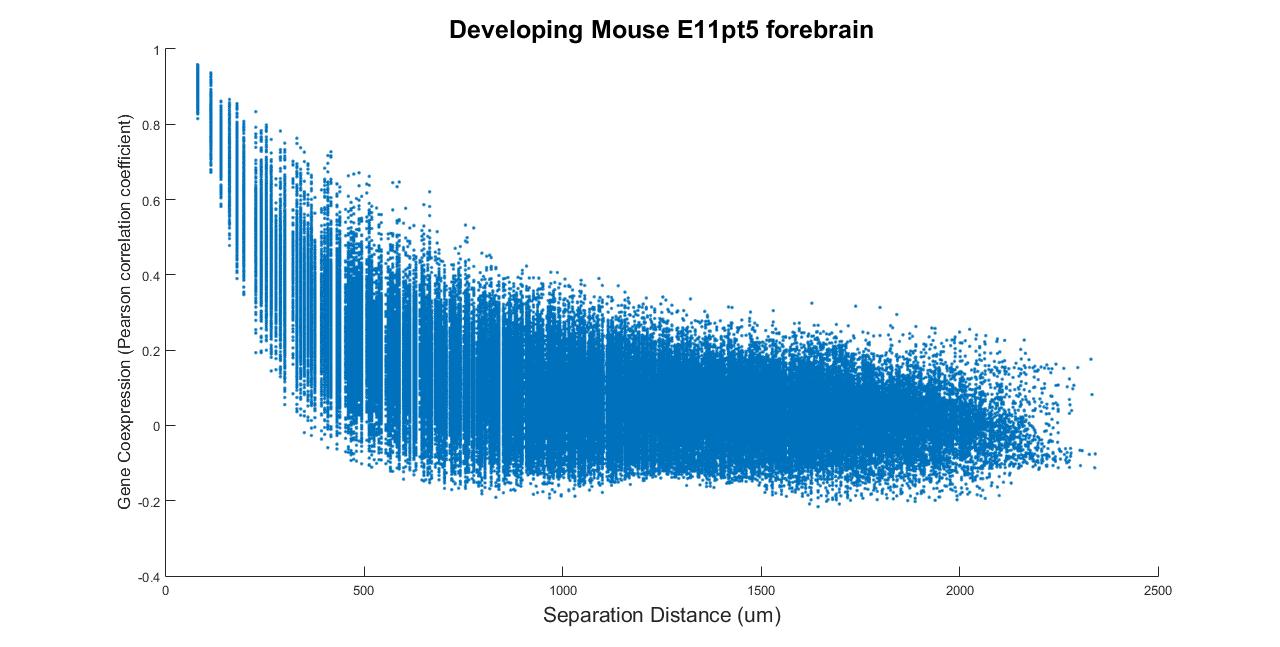 Developing Mouse E11pt5 forebrain
Gene Coexpression (Pearson correlation coefficient)
1
0.8
0.6
0.4
0.2
0
-0.2
-0.4
0 500 1000 1500 2000 2500
Separation Distance (um)